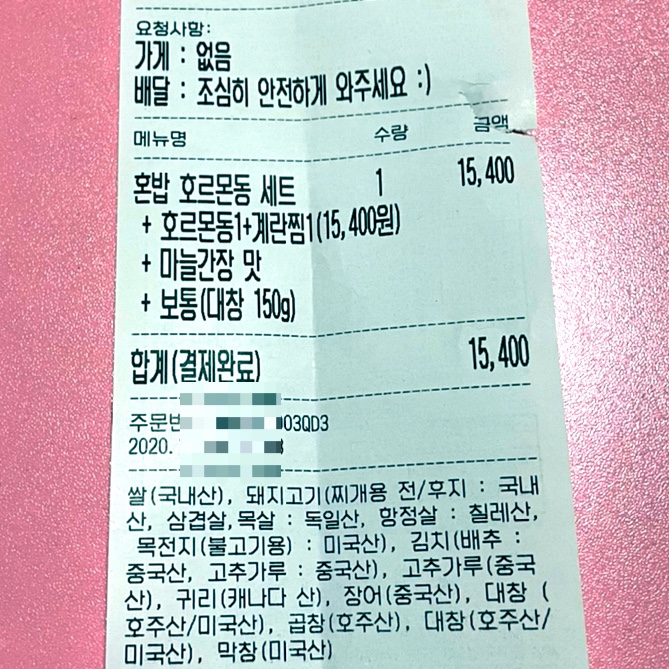 요청사항:
가게 : 없음
배달 : 조심히 안전하게 와주세요 :)
메뉴명 수량 금액
혼밥 호르몬동 세트 1 15,400
+ 호르몬동1+계란찜1(15,400원)
+ 마늘간장 맛
+ 보통(대창 150g)
합계(결제완료) 15,400
주문번 03QD3
2020.
쌀(국내산), 돼지고기(찌개용 전/후지 : 국내
산, 삼겹살,목살 : 독일산, 항정살 : 칠레산,
목전지(불고기용) : 미국산), 김치(배추 :
중국산, 고추가루 : 중국산), 고추가루(중국
산), 귀리(캐나다 산), 장어(중국산), 대창 (
호주산/미국산), 곱창(호주산), 대창(호주산/
미국산), 막창(미국산)